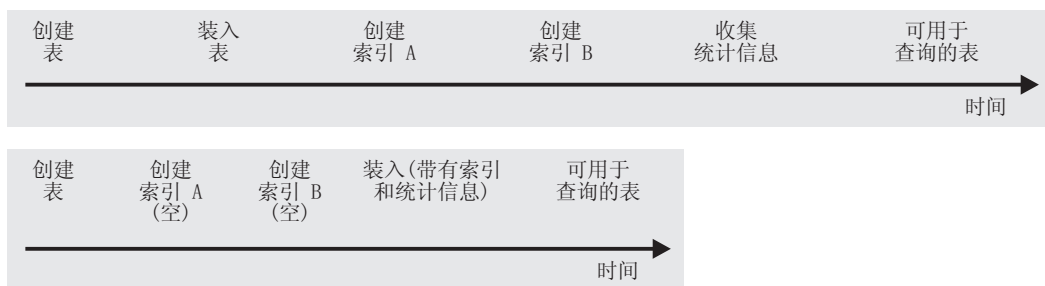 创建 装入 创建 创建 收集 可用于
表 表 索引 A 索引 B 统计信息 查询的表
时间
创建 创建 创建 装入(带有索引 可用于
表 索引 A 索引 B 和统计信息) 查询的表
(空) (空)
时间